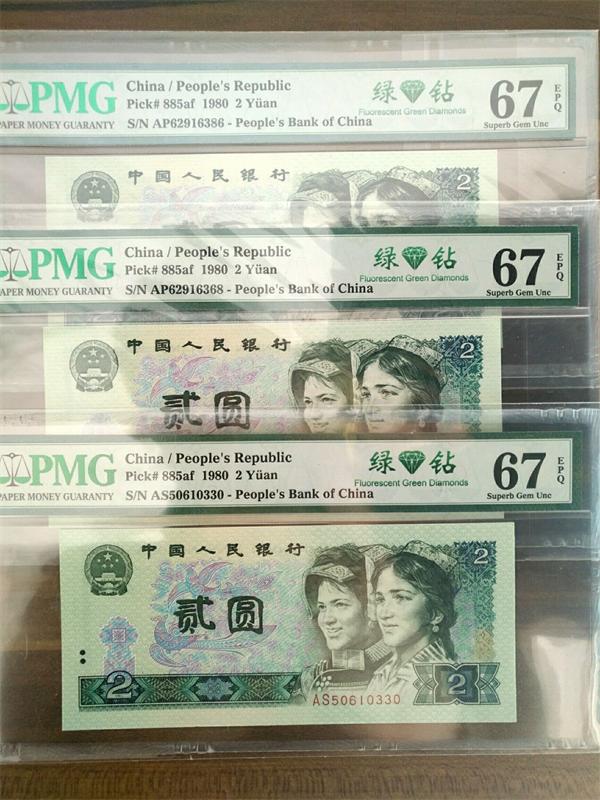 PMG
PAPER MONEY GUARANTY
China / People's Republic
Pick# 885af 1980 2 Yüan
S/N AP62916386 - People's Bank of China
绿 钻
Fluorescent Green Diamonds
67
EPQ
Superb Gem Unc
中国人民银行
2
PMG
PAPER MONEY GUARANTY
China / People's Republic
Pick# 885af 1980 2 Yüan
S/N AP62916368 - People's Bank of China
绿 钻
Fluorescent Green Diamonds
67
EPQ
Superb Gem Unc
中国人民银行
2
贰圆
PMG
PAPER MONEY GUARANTY
China / People's Republic
Pick# 885af 1980 2 Yüan
S/N AS50610330 - People's Bank of China
绿 钻
Fluorescent Green Diamonds
67
EPQ
Superb Gem Unc
中国人民银行
2
贰圆
2
AS50610330
2